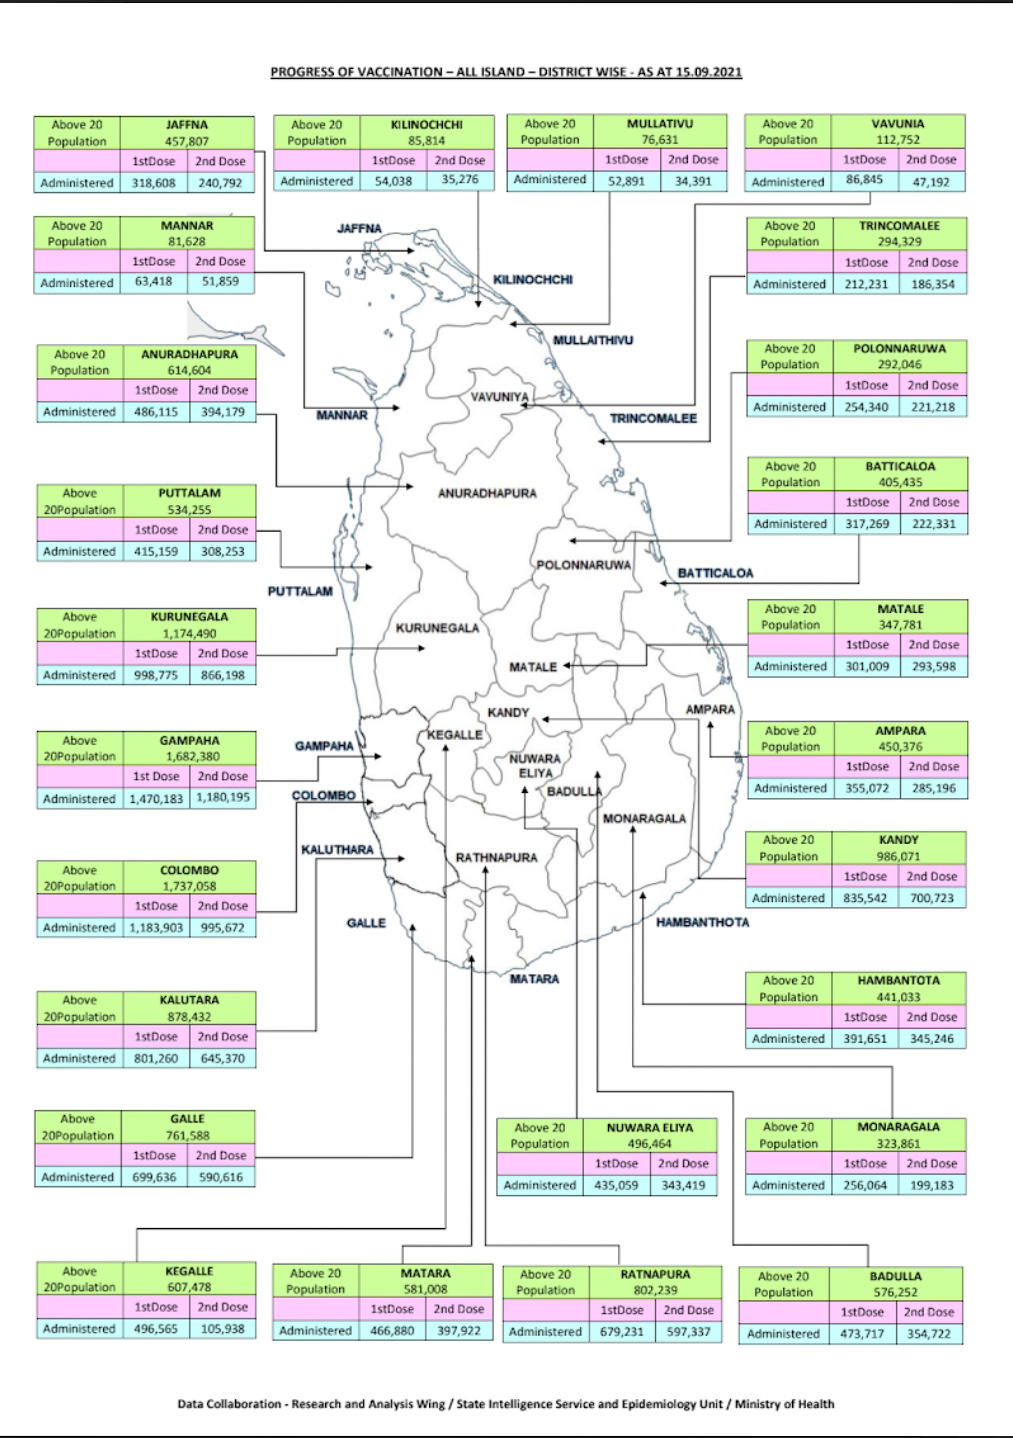 PROGRESS OF VACCINATION – ALL ISLAND – DISTRICT WISE - AS AT 15.09.2021
Above 20 Population JAFFNA 457,807
1stDose 2nd Dose
Administered 318,608 240,792
Above 20 Population KILINOCHCHI 85,814
1stDose 2nd Dose
Administered 54,038 35,276
Above 20 Population MULLATIVU 76,631
1stDose 2nd Dose
Administered 52,891 34,391
Above 20 Population VAVUNIA 112,752
1stDose 2nd Dose
Administered 86,845 47,192
Above 20 Population MANNAR 81,628
1stDose 2nd Dose
Administered 63,418 51,859
Above 20 Population TRINCOMALEE 294,329
1stDose 2nd Dose
Administered 212,231 186,354
Above 20 Population ANURADHAPURA 614,604
1stDose 2nd Dose
Administered 486,115 394,179
Above 20 Population POLONNARUWA 292,046
1stDose 2nd Dose
Administered 254,340 221,218
Above 20Population PUTTALAM 534,255
1stDose 2nd Dose
Administered 415,159 308,253
Above 20 Population BATTICALOA 405,435
1stDose 2nd Dose
Administered 317,269 222,331
Above 20Population KURUNEGALA 1,174,490
1stDose 2nd Dose
Administered 998,775 866,198
Above 20 Population MATALE 347,781
1stDose 2nd Dose
Administered 301,009 293,598
Above 20Population GAMPAHA 1,682,380
1st Dose 2nd Dose
Administered 1,470,183 1,180,195
Above 20 Population AMPARA 450,376
1stDose 2nd Dose
Administered 355,072 285,196
Above 20Population COLOMBO 1,737,058
1stDose 2nd Dose
Administered 1,183,903 995,672
Above 20 Population KANDY 986,071
1stDose 2nd Dose
Administered 835,542 700,723
Above 20Population KALUTARA 878,432
1stDose 2nd Dose
Administered 801,260 645,370
Above 20 Population HAMBANTOTA 441,033
1stDose 2nd Dose
Administered 391,651 345,246
Above 20Population GALLE 761,588
1stDose 2nd Dose
Administered 699,636 590,616
Above 20 Population NUWARA ELIYA 496,464
1stDose 2nd Dose
Administered 435,059 343,419
Above 20 Population MONARAGALA 323,861
1stDose 2nd Dose
Administered 256,064 199,183
Above 20Population KEGALLE 607,478
1stDose 2nd Dose
Administered 496,565 105,938
Above 20 Population MATARA 581,008
1stDose 2nd Dose
Administered 466,880 397,922
Above 20 Population RATNAPURA 802,239
1stDose 2nd Dose
Administered 679,231 597,337
Above 20 Population BADULLA 576,252
1stDose 2nd Dose
Administered 473,717 354,722
JAFFNA
KILINOCHCHI
MULLAITHIVU
VAVUNIYA
MANNAR
TRINCOMALEE
ANURADHAPURA
POLONNARUWA
BATTICALOA
PUTTALAM
KURUNEGALA
MATALE
KANDY
AMPARA
KEGALLE
GAMPAHA
NUWARA
ELIYA
BADULLA
COLOMBO
MONARAGALA
KALUTHARA
RATHNAPURA
GALLE
HAMBANTHOTA
MATARA
Data Collaboration - Research and Analysis Wing / State Intelligence Service and Epidemiology Unit / Ministry of Health